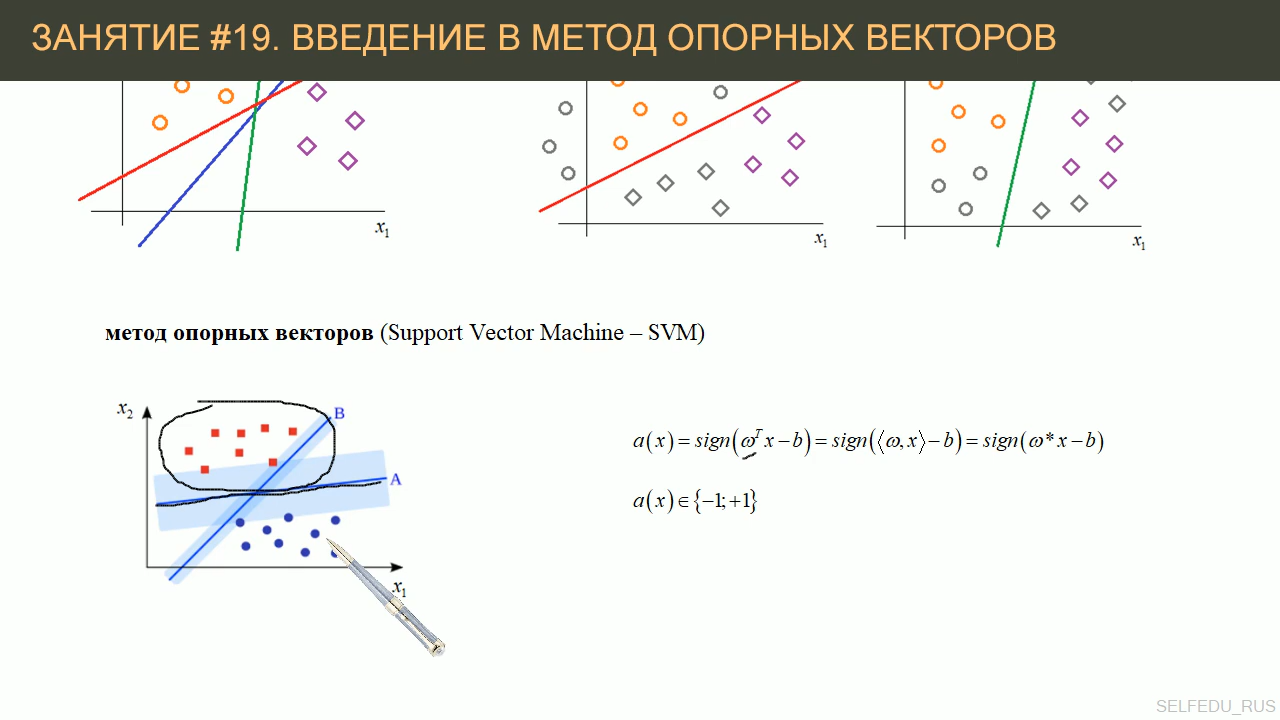 ЗАНЯТИЕ #19. ВВЕДЕНИЕ В МЕТОД ОПОРНЫХ ВЕКТОРОВ
x₁
x₁
x₁
метод опорных векторов (Support Vector Machine – SVM)
x₂
B
A
x₁
a(x) = sign(ωᵀx – b) = sign(⟨ω, x⟩ – b) = sign(ω * x – b)
a(x) ∈ {–1; +1}
SELFEDU_RUS